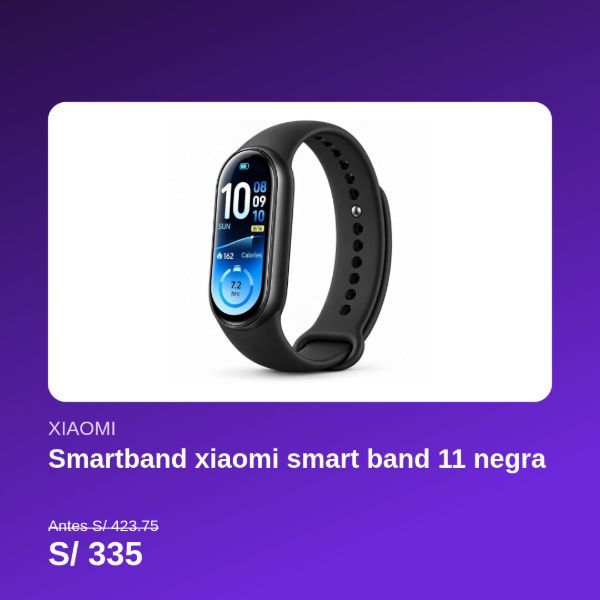 10
08
09
10
SUN
162 Calories
7.2
hrs
XIAOMI
Smartband xiaomi smart band 11 negra
Antes S/ 423.75
S/ 335